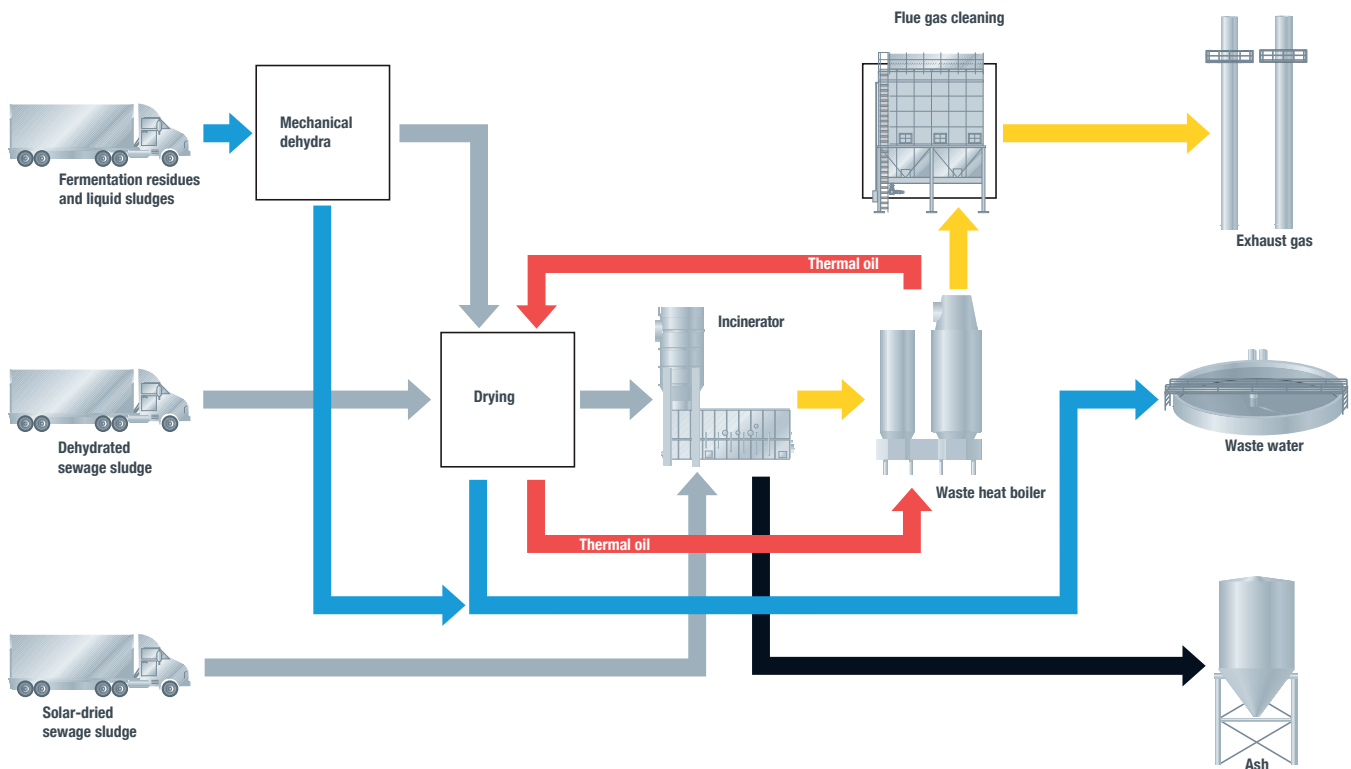 Flue gas cleaning
Mechanical
dehydra
Fermentation residues
and liquid sludges
Exhaust gas
Thermal oil
Incinerator
Drying
Dehydrated
sewage sludge
Waste water
Waste heat boiler
Thermal oil
Solar-dried
sewage sludge
Ash